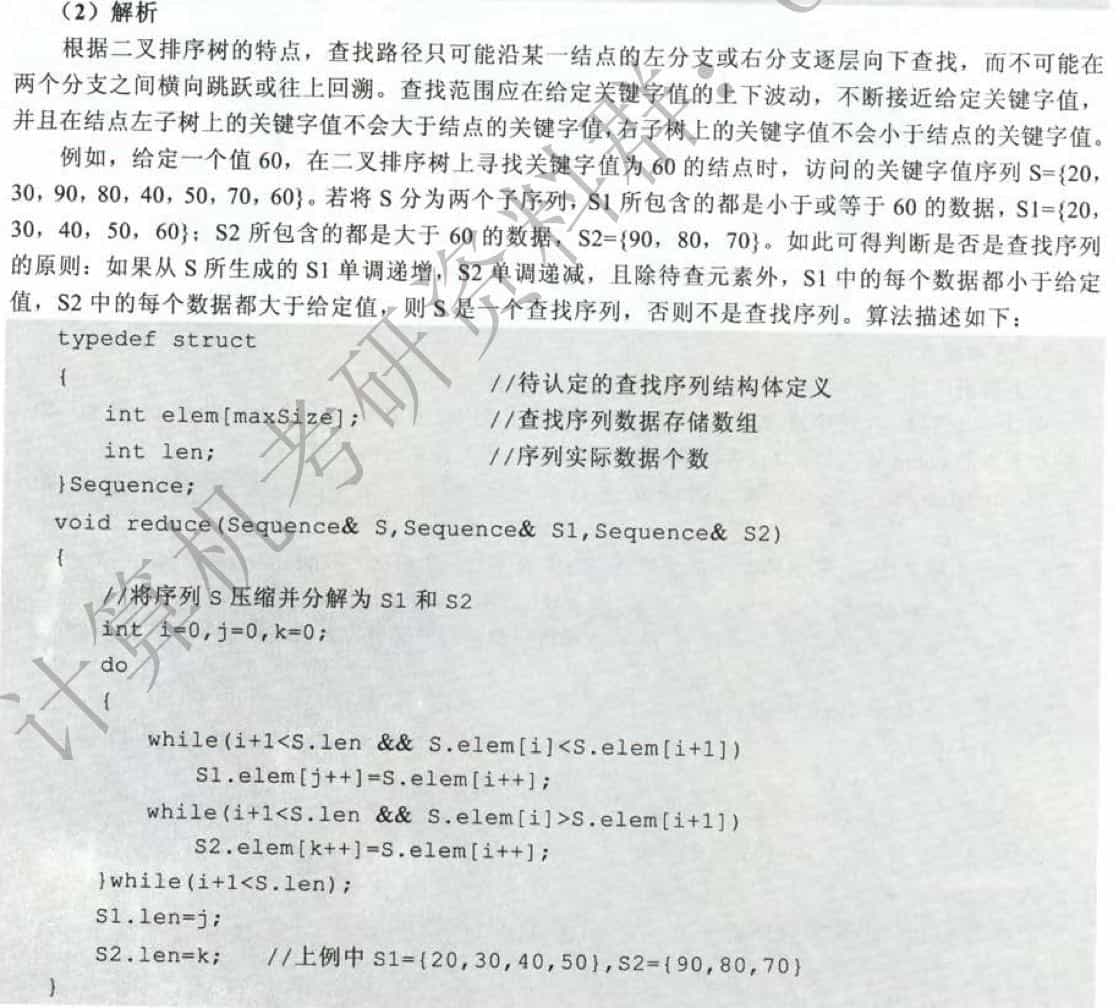 （2）解析
根据二叉排序树的特点，查找路径只可能沿某一结点的左分支或右分支逐层向下查找，而不可能在
两个分支之间横向跳跃或往上回溯。查找范围应在给定关键字值的上下波动，不断接近给定关键字值，
并且在结点左子树上的关键字值不会大于结点的关键字值，右子树上的关键字值不会小于结点的关键字值。
例如，给定一个值 60，在二叉排序树上寻找关键字值为 60 的结点时，访问的关键字值序列 S={20，
30，90，80，40，50，70，60}。若将 S 分为两个子序列，S1 所包含的都是小于或等于 60 的数据，S1={20，
30，40，50，60}；S2 所包含的都是大于 60 的数据，S2={90，80，70}。如此可得判断是否是查找序列
的原则：如果从 S 所生成的 S1 单调递增，S2 单调递减，且除待查元素外，S1 中的每个数据都小于给定
值，S2 中的每个数据都大于给定值，则 S 是一个查找序列，否则不是查找序列。算法描述如下：
typedef struct
{ //待认定的查找序列结构体定义
int elem[maxSize]; //查找序列数据存储数组
int len; //序列实际数据个数
}Sequence;
void reduce(Sequence& S,Sequence& S1,Sequence& S2)
{
//将序列 S 压缩并分解为 S1 和 S2
int i=0,j=0,k=0;
do
{
while(i+1<S.len && S.elem[i]<S.elem[i+1])
S1.elem[j++]=S.elem[i++];
while(i+1<S.len && S.elem[i]>S.elem[i+1])
S2.elem[k++]=S.elem[i++];
}while(i+1<S.len);
S1.len=j;
S2.len=k; //上例中 S1={20,30,40,50},S2={90,80,70}
}
计算机考研资料群：